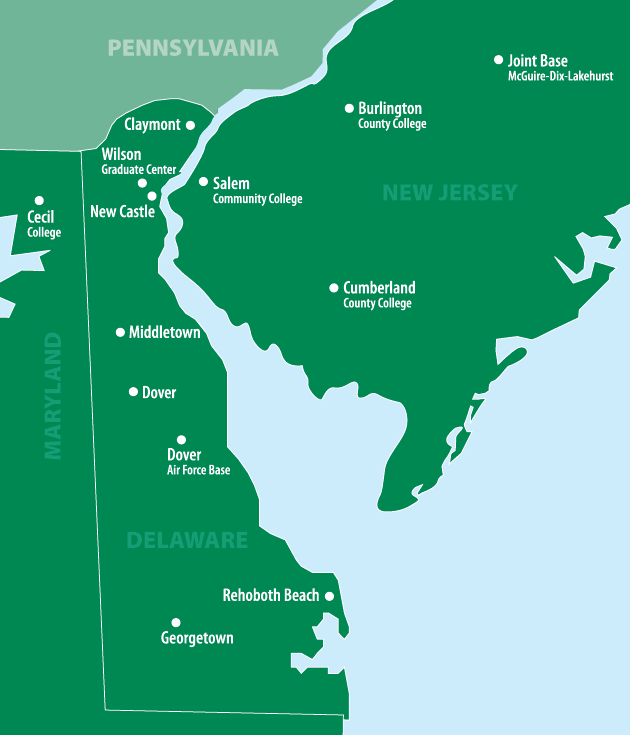 PENNSYLVANIA
Joint Base
McGuire-Dix-Lakehurst
Burlington
County College
Claymont
Wilson
Graduate Center
Salem
Community College
NEW JERSEY
New Castle
Cecil
College
Cumberland
County College
Middletown
MARYLAND
Dover
Dover
Air Force Base
DELAWARE
Rehoboth Beach
Georgetown